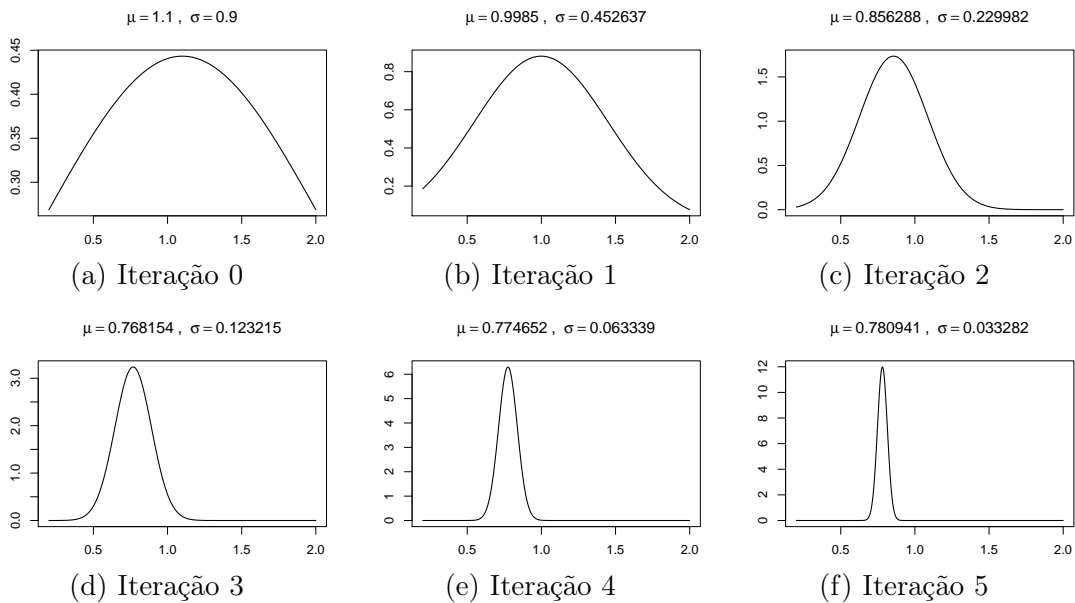 μ = 1.1 , σ = 0.9
0.30 0.35 0.40 0.45
0.5 1.0 1.5 2.0
(a) Iteração 0
μ = 0.9985 , σ = 0.452637
0.2 0.4 0.6 0.8
0.5 1.0 1.5 2.0
(b) Iteração 1
μ = 0.856288 , σ = 0.229982
0.0 0.5 1.0 1.5
0.5 1.0 1.5 2.0
(c) Iteração 2
μ = 0.768154 , σ = 0.123215
0.0 1.0 2.0 3.0
0.5 1.0 1.5 2.0
(d) Iteração 3
μ = 0.774652 , σ = 0.063339
0 1 2 3 4 5 6
0.5 1.0 1.5 2.0
(e) Iteração 4
μ = 0.780941 , σ = 0.033282
0 2 4 6 8 10 12
0.5 1.0 1.5 2.0
(f) Iteração 5